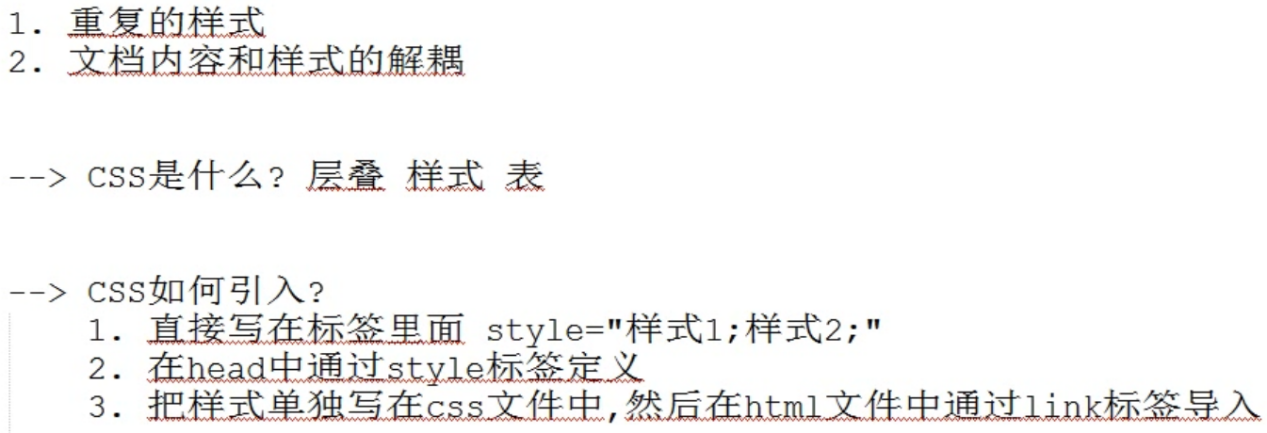 1. 重复的样式
2. 文档内容和样式的解耦
--> CSS是什么? 层叠 样式 表
--> CSS如何引入?
1. 直接写在标签里面 style="样式1;样式2;"
2. 在head中通过style标签定义
3. 把样式单独写在css文件中,然后在html文件中通过link标签导入